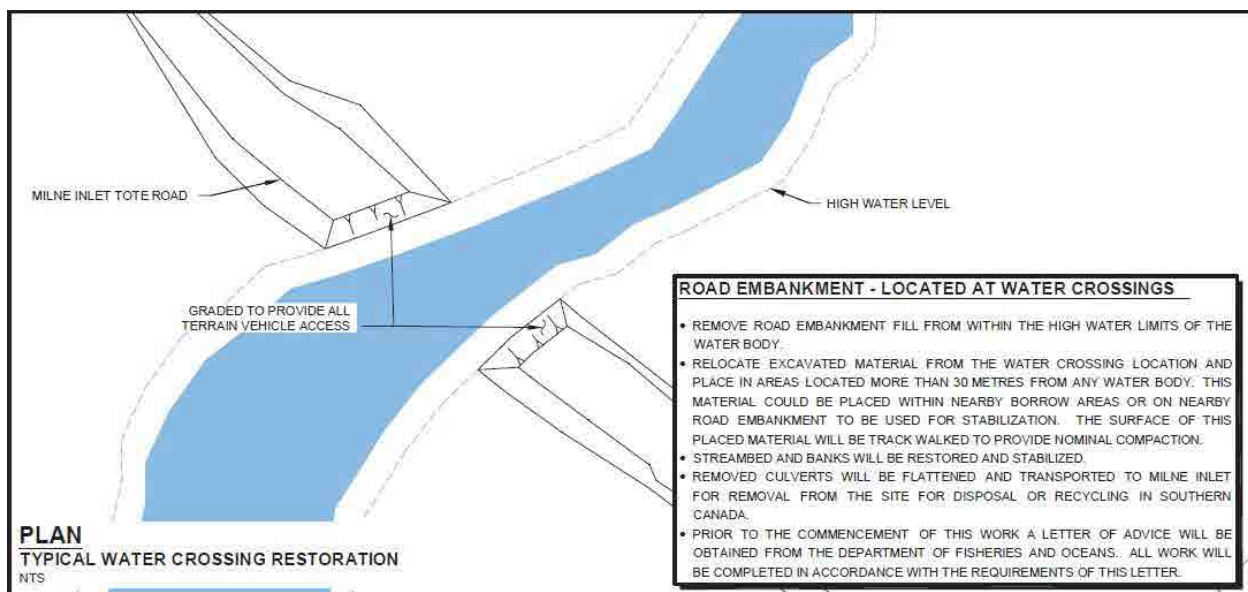 MILNE INLET TOTE ROAD
HIGH WATER LEVEL
GRADED TO PROVIDE ALL
TERRAIN VEHICLE ACCESS
ROAD EMBANKMENT - LOCATED AT WATER CROSSINGS
• REMOVE ROAD EMBANKMENT FILL FROM WITHIN THE HIGH WATER LIMITS OF THE
WATER BODY.
• RELOCATE EXCAVATED MATERIAL FROM THE WATER CROSSING LOCATION AND
PLACE IN AREAS LOCATED MORE THAN 30 METRES FROM ANY WATER BODY. THIS
MATERIAL COULD BE PLACED WITHIN NEARBY BORROW AREAS OR ON NEARBY
ROAD EMBANKMENT TO BE USED FOR STABILIZATION. THE SURFACE OF THIS
PLACED MATERIAL WILL BE TRACK WALKED TO PROVIDE NOMINAL COMPACTION.
• STREAMBED AND BANKS WILL BE RESTORED AND STABILIZED.
• REMOVED CULVERTS WILL BE FLATTENED AND TRANSPORTED TO MILNE INLET
FOR REMOVAL FROM THE SITE FOR DISPOSAL OR RECYCLING IN SOUTHERN
CANADA.
• PRIOR TO THE COMMENCEMENT OF THIS WORK A LETTER OF ADVICE WILL BE
OBTAINED FROM THE DEPARTMENT OF FISHERIES AND OCEANS. ALL WORK WILL
BE COMPLETED IN ACCORDANCE WITH THE REQUIREMENTS OF THIS LETTER.
PLAN
TYPICAL WATER CROSSING RESTORATION
NTS